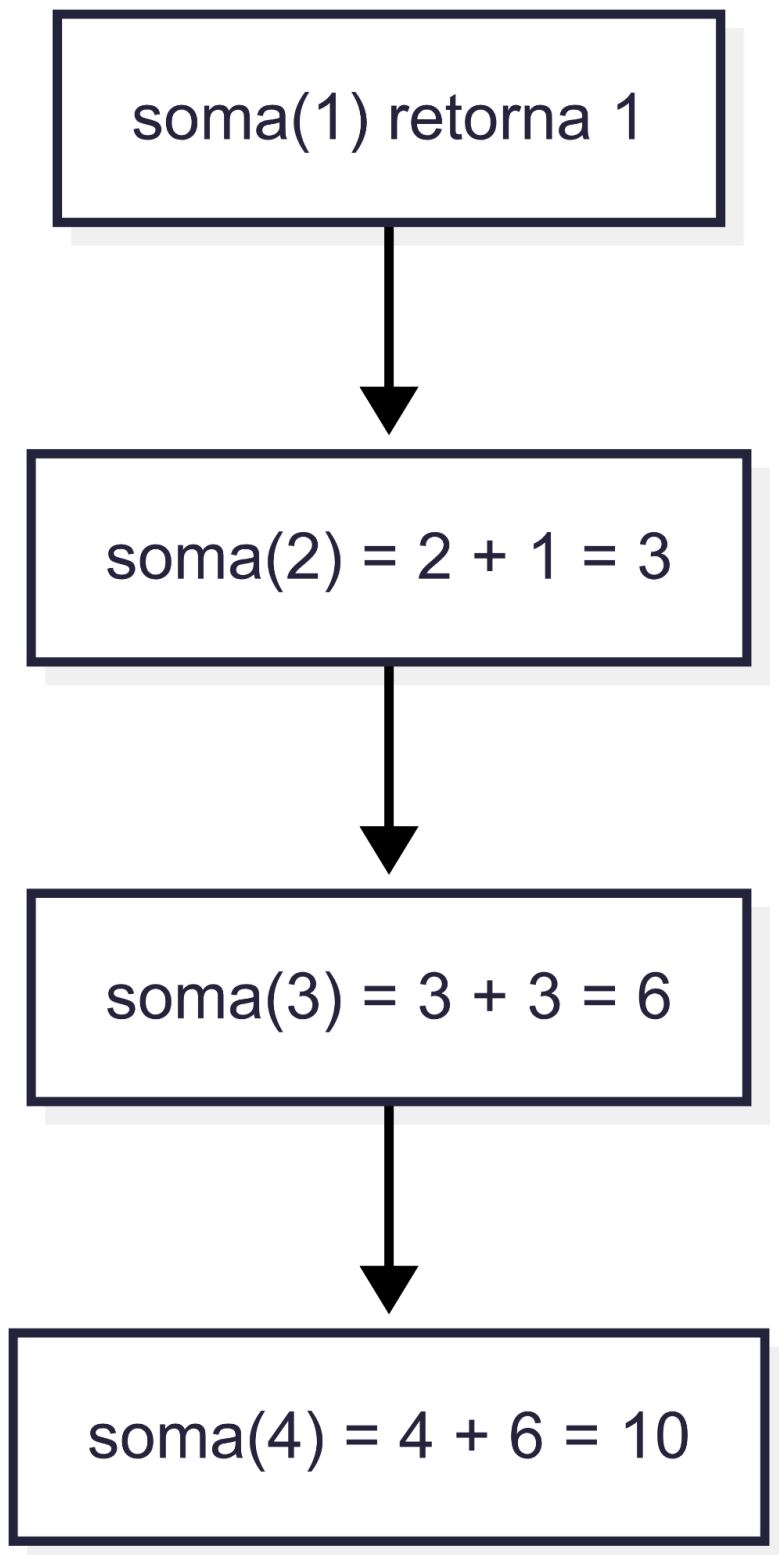 soma(1) retorna 1
soma(2) = 2 + 1 = 3
soma(3) = 3 + 3 = 6
soma(4) = 4 + 6 = 10